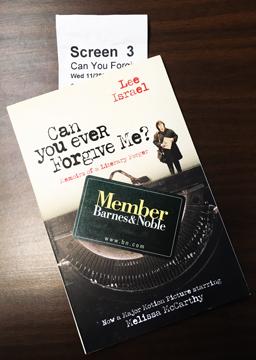 Screen 3
Can You Forg
Wed 11/2
Lee
Israel
Can
you ever
Forgive Me?
Memoirs of a Literary Forger
Member
Barnes & Noble
www.bn.com
Now a Major Motion Picture starring
Melissa McCarthy